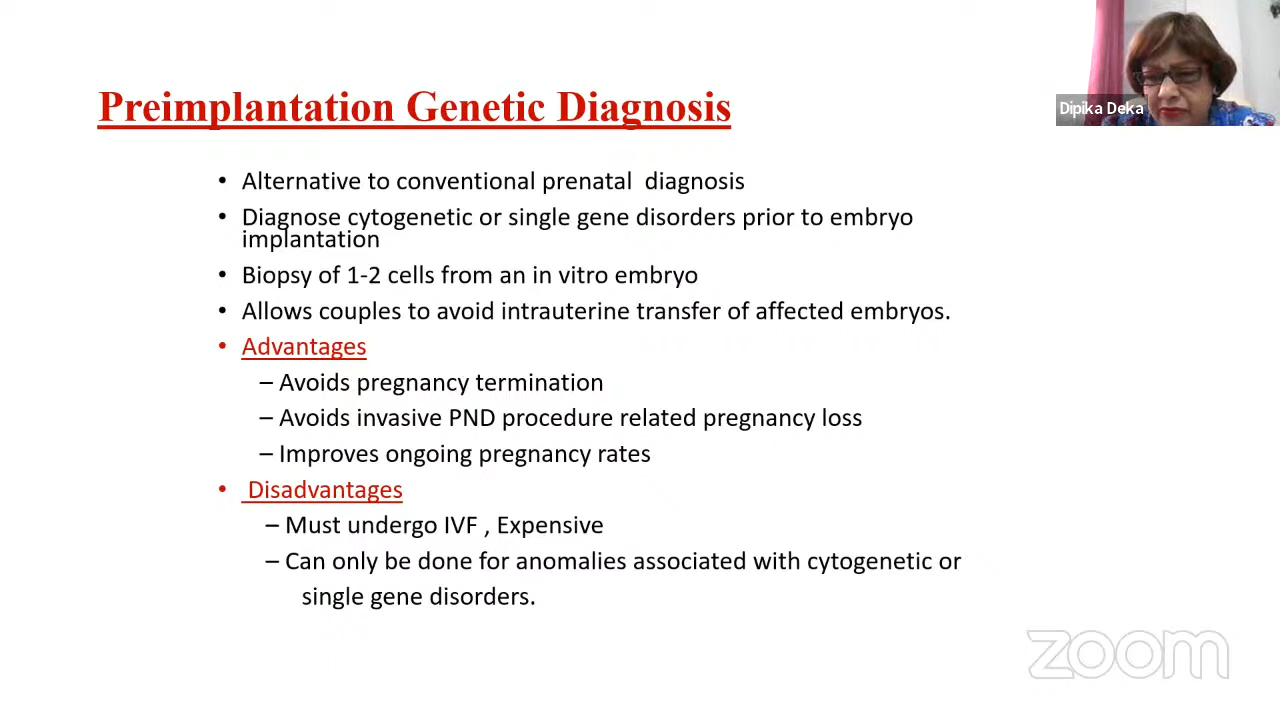 Preimplantation Genetic Diagnosis
Dipika Deka
• Alternative to conventional prenatal diagnosis
• Diagnose cytogenetic or single gene disorders prior to embryo
implantation
• Biopsy of 1-2 cells from an in vitro embryo
• Allows couples to avoid intrauterine transfer of affected embryos.
• Advantages
– Avoids pregnancy termination
– Avoids invasive PND procedure related pregnancy loss
– Improves ongoing pregnancy rates
• Disadvantages
– Must undergo IVF , Expensive
– Can only be done for anomalies associated with cytogenetic or
single gene disorders.
zoom